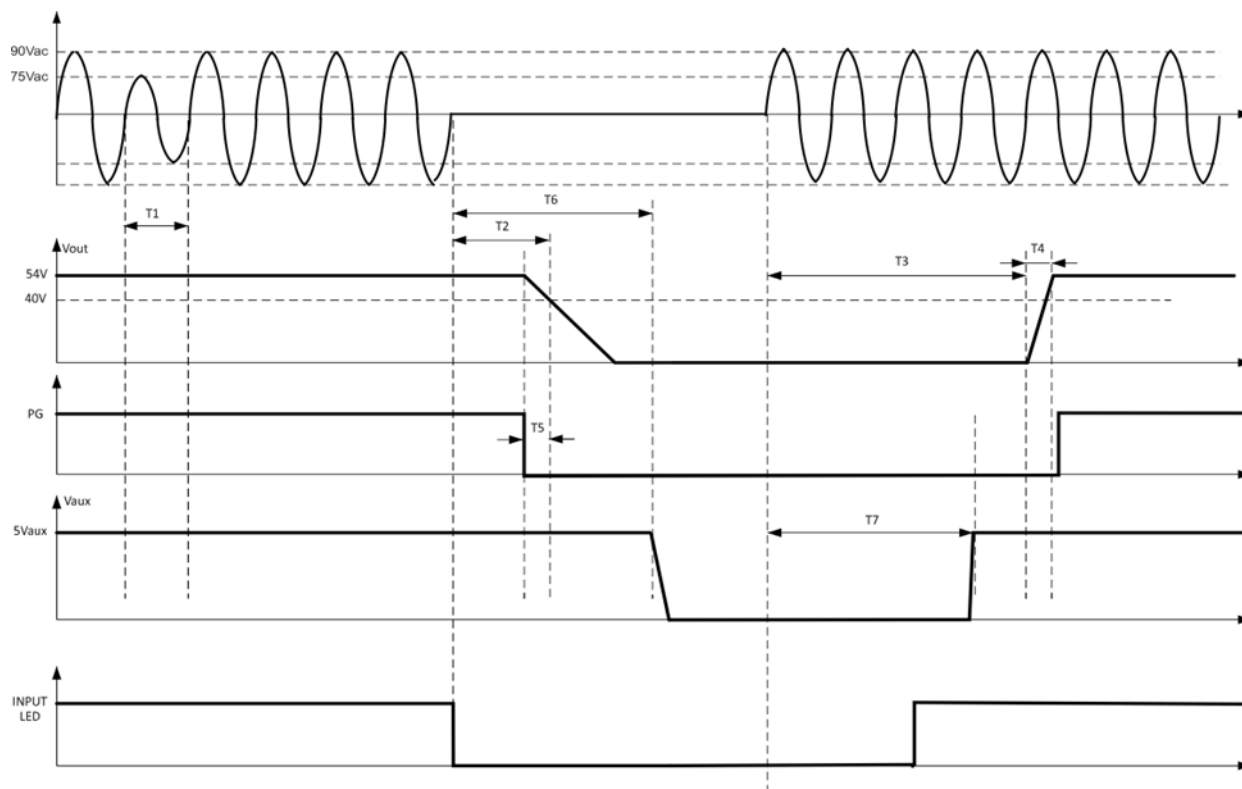 90Vac
75Vac
T1
T6
T2
Vout
54V
40V
T3
T4
PG
T5
Vaux
5Vaux
T7
INPUT
LED